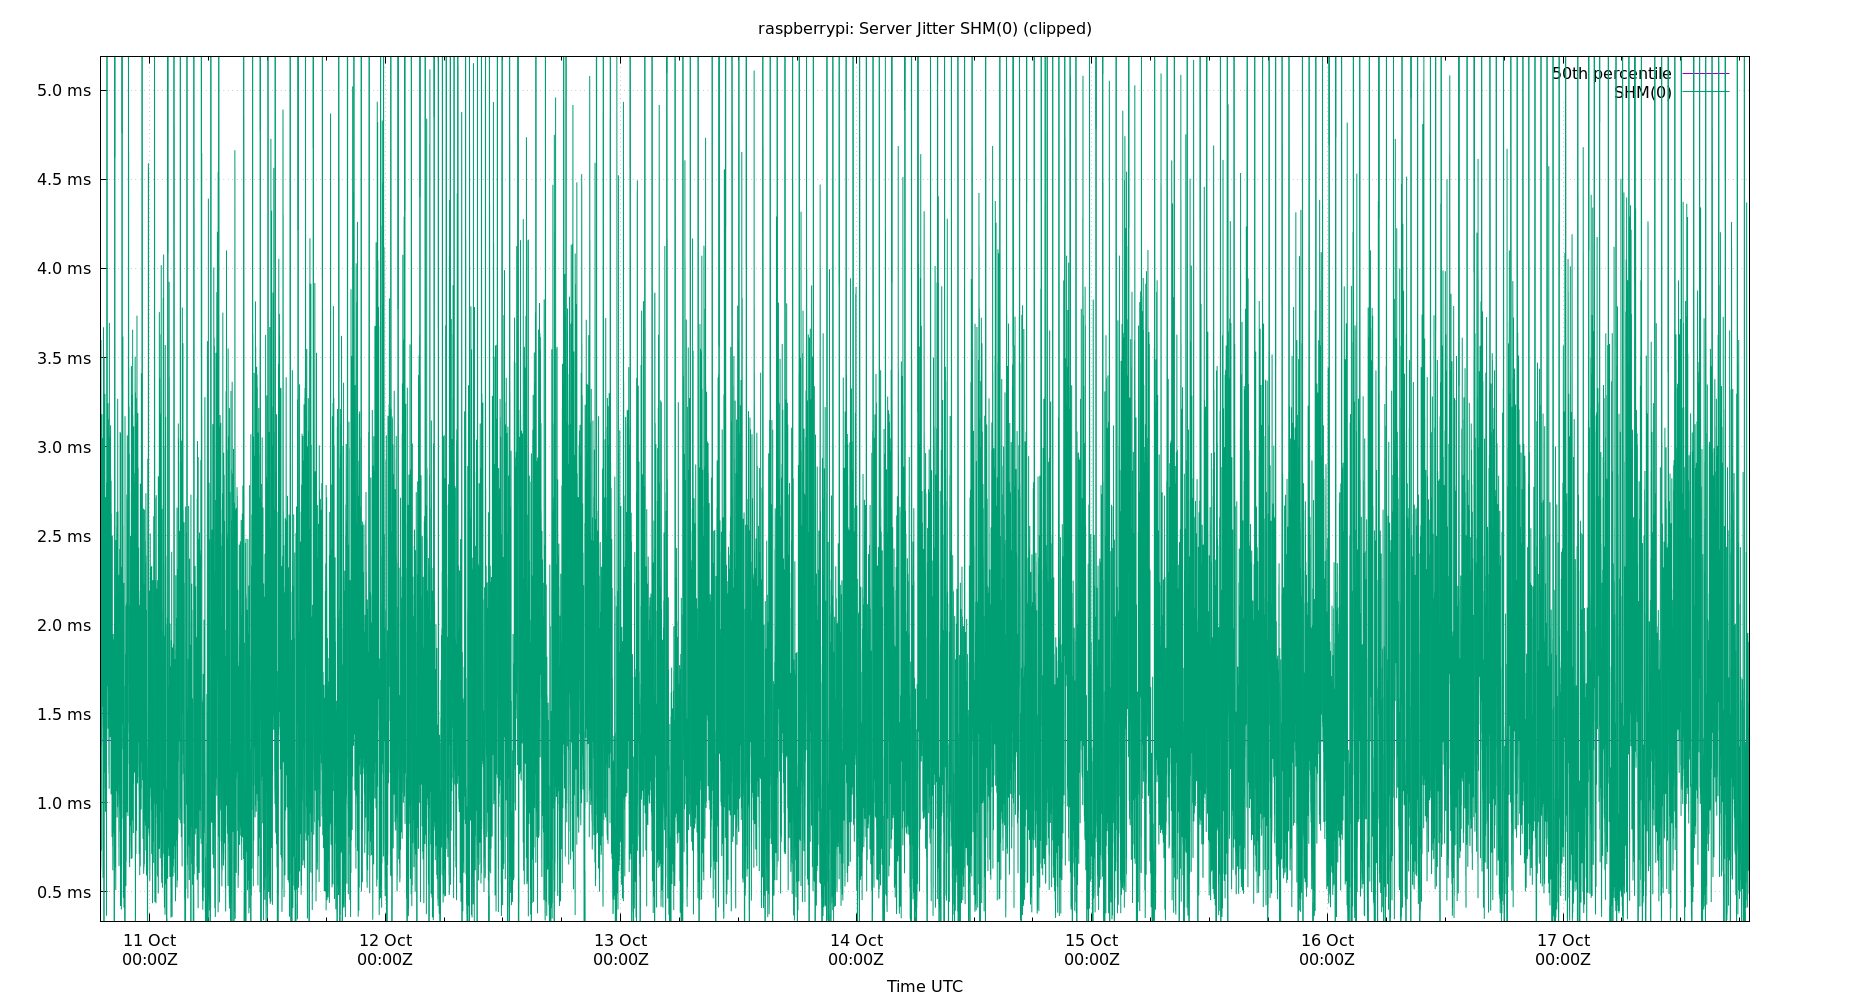 raspberrypi: Server Jitter SHM(0) (clipped)
50th percentile
SHM(0)
5.0 ms
4.5 ms
4.0 ms
3.5 ms
3.0 ms
2.5 ms
2.0 ms
1.5 ms
1.0 ms
0.5 ms
11 Oct 12 Oct 13 Oct 14 Oct 15 Oct 16 Oct 17 Oct
00:00Z 00:00Z 00:00Z 00:00Z 00:00Z 00:00Z 00:00Z
Time UTC